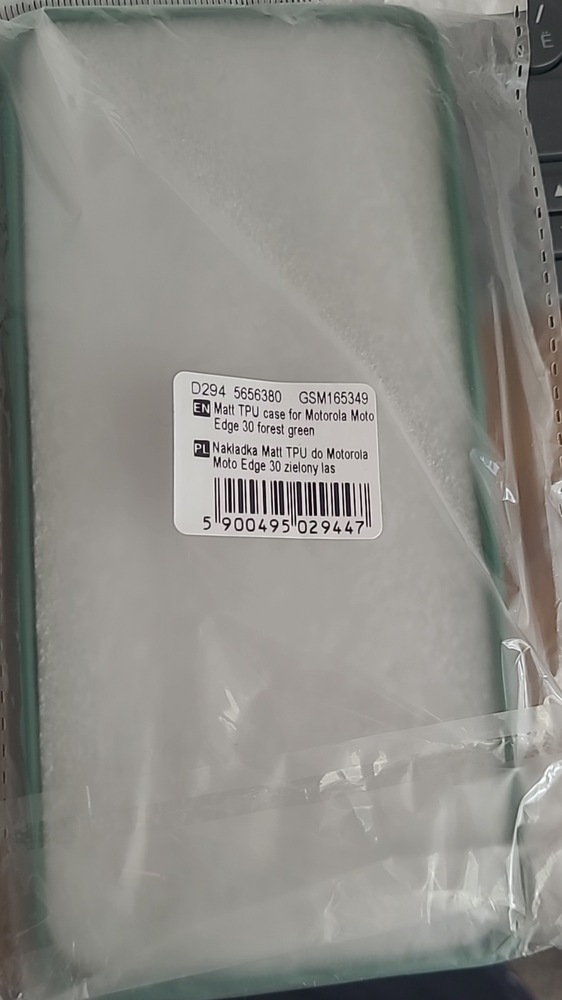 D294 5656380 GSM165349
EN Matt TPU case for Motorola Moto
Edge 30 forest green
PL Nakładka Matt TPU do Motorola
Moto Edge 30 zielony las
5 900495 029447
/
É